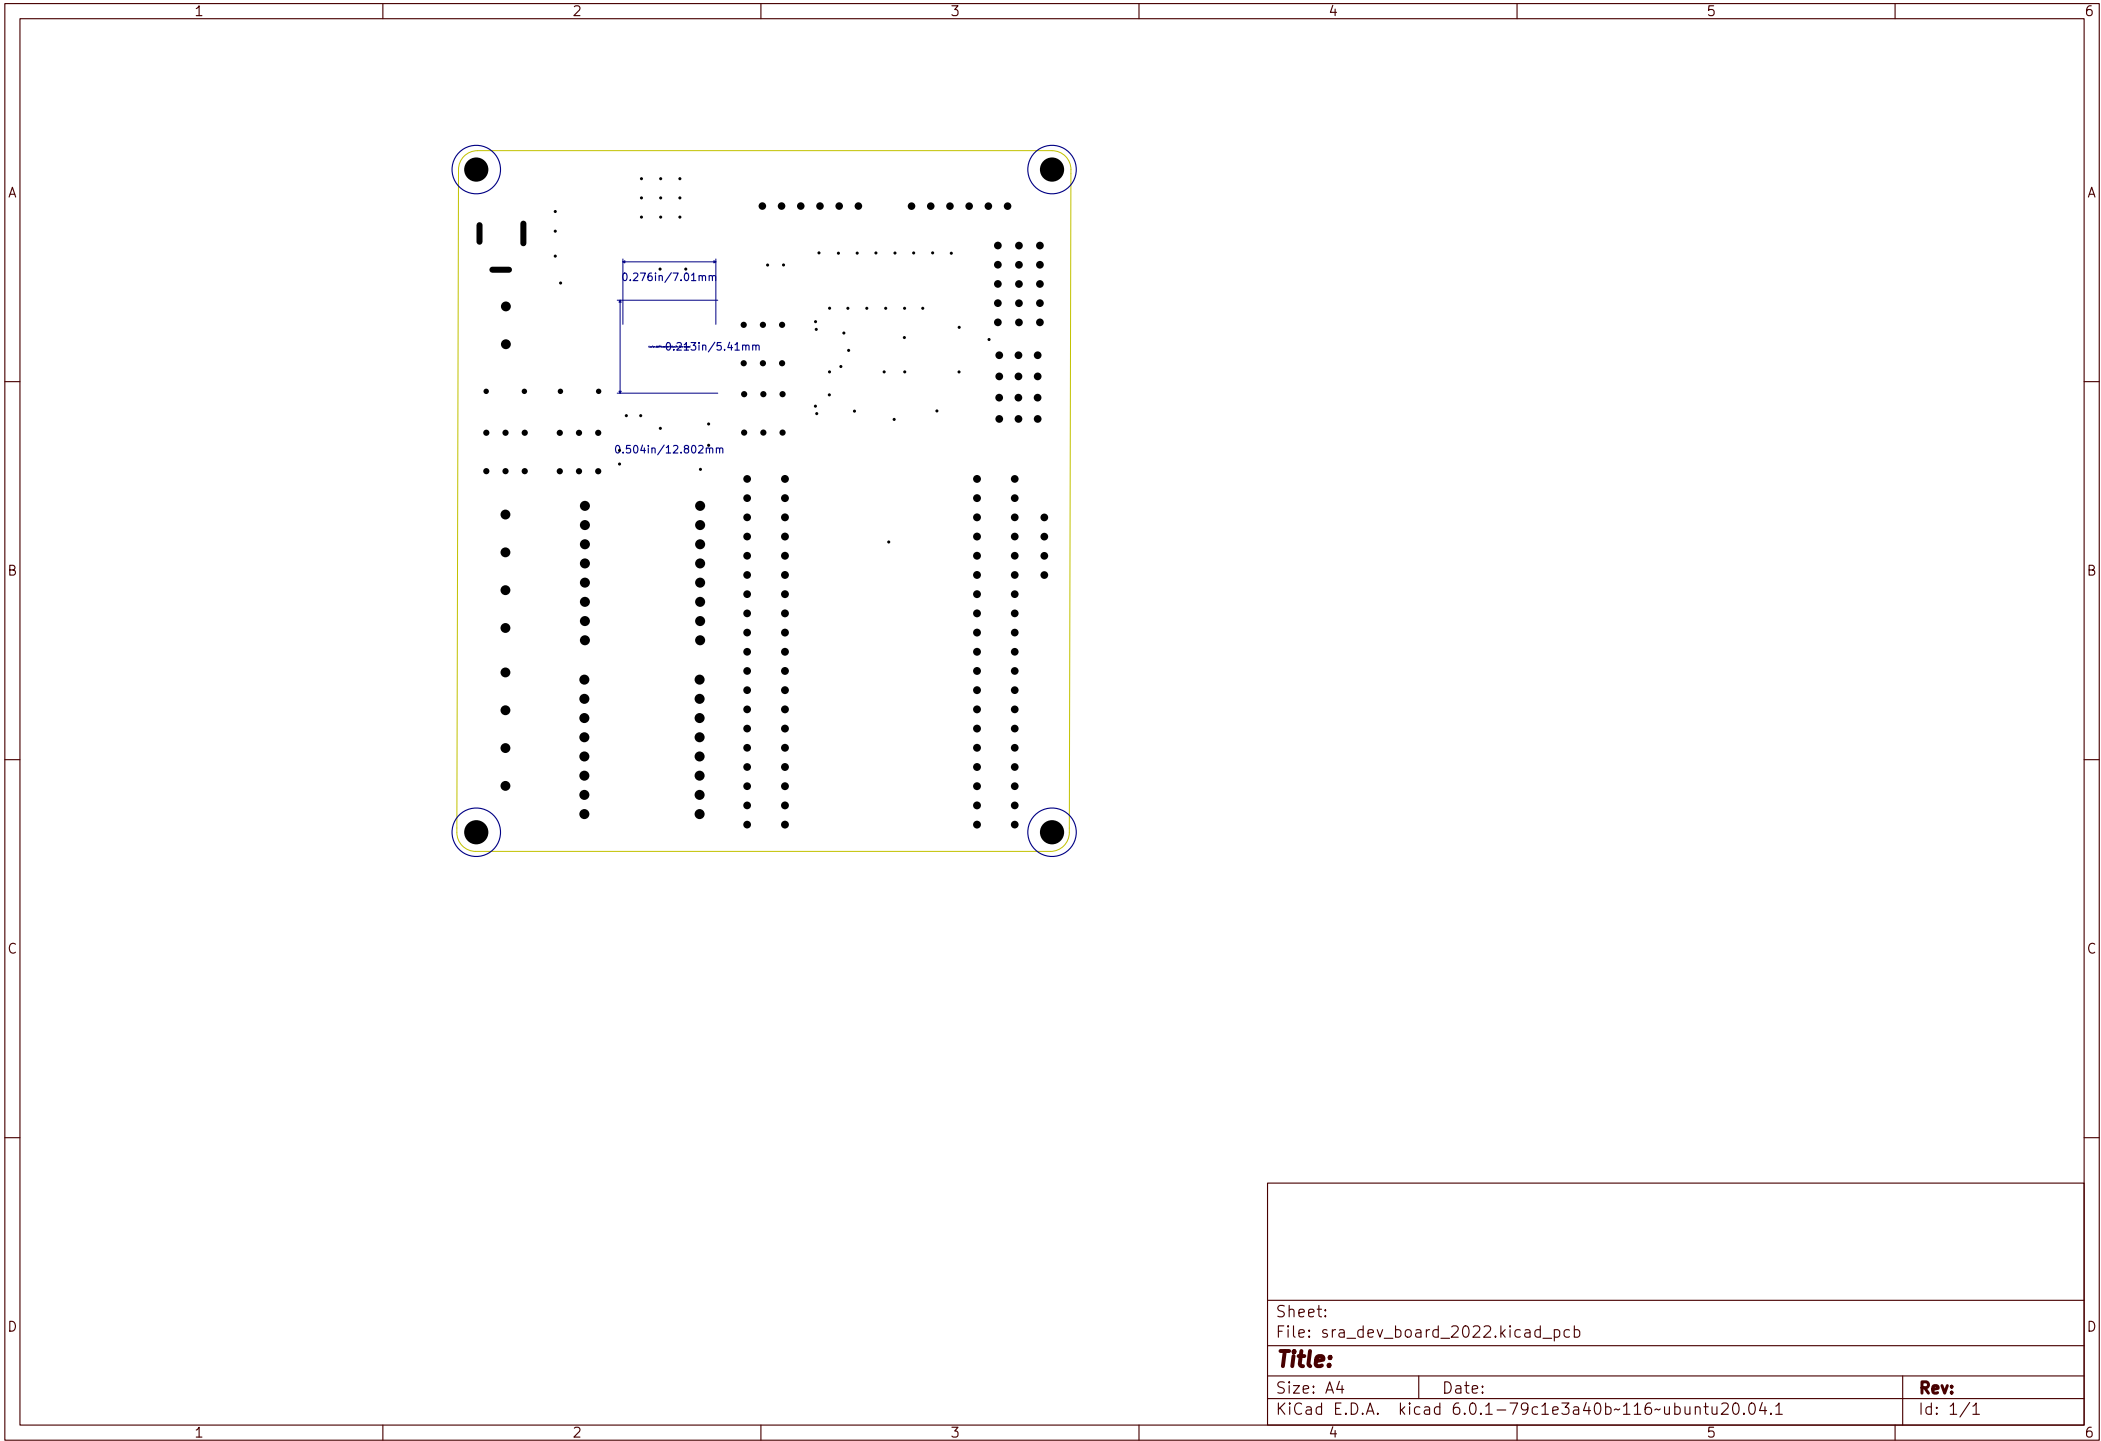 1 2 3 4 5 6
A A
0.276in/7.01mm
0.213in/5.41mm
0.504in/12.802mm
B B
C C
Sheet:
File: sra_dev_board_2022.kicad_pcb
D D
Title:
Size: A4 Date: Rev:
KiCad E.D.A. kicad 6.0.1-79c1e3a40b~116~ubuntu20.04.1 Id: 1/1
1 2 3 4 5 6